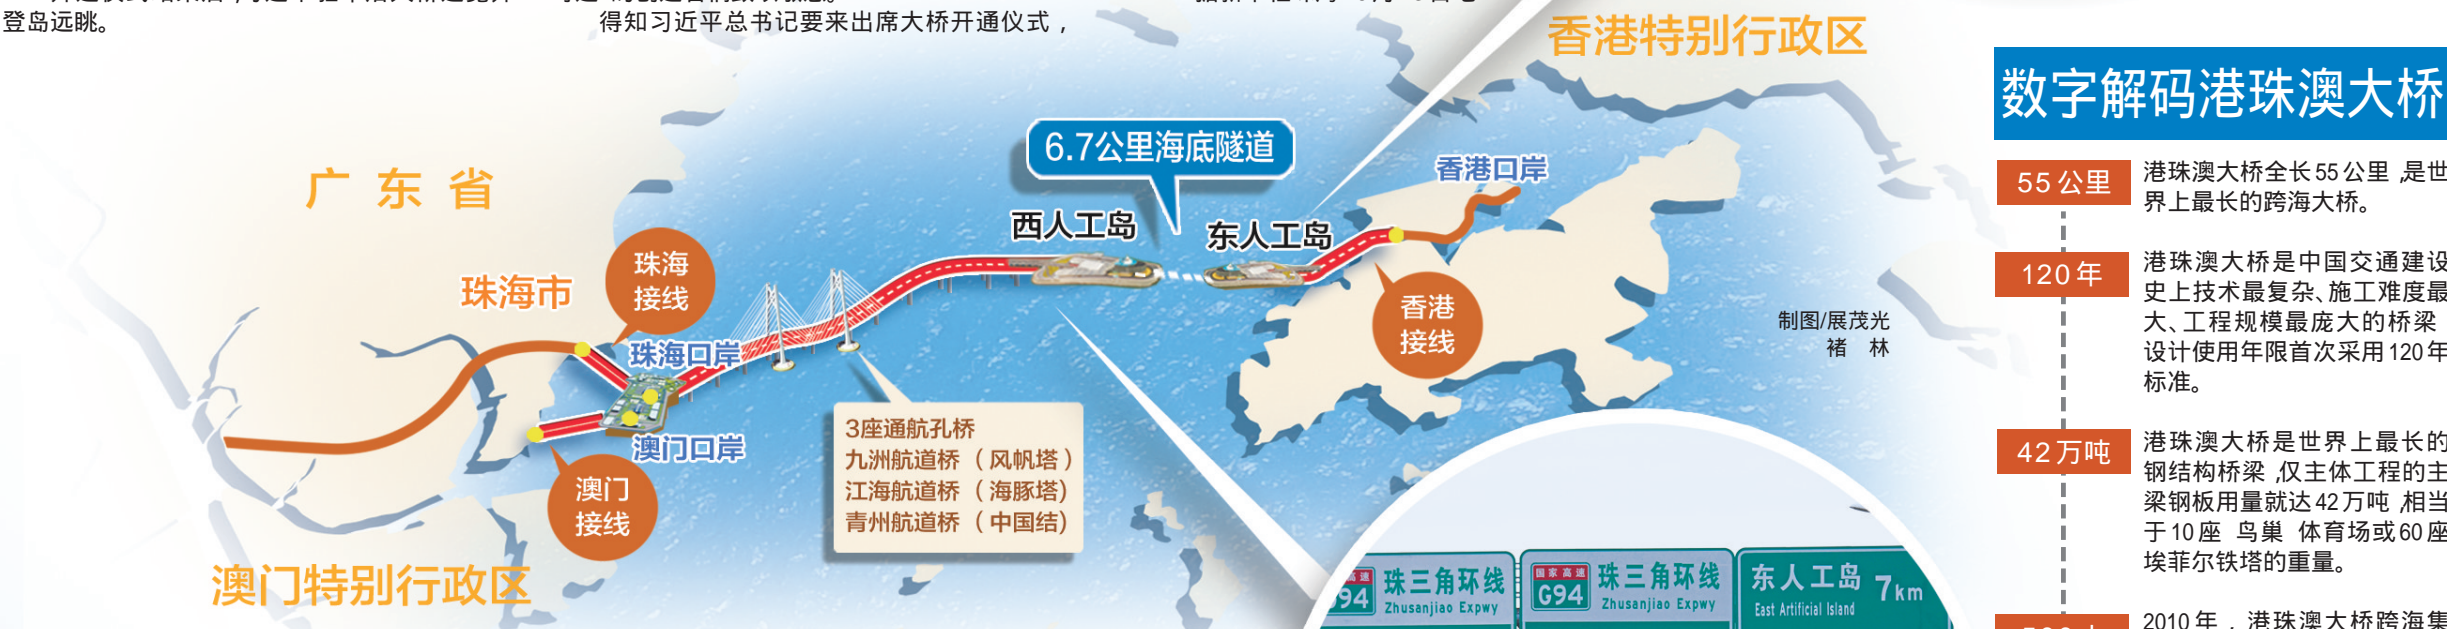 登岛远眺。
得知习近平总书记要来出席大桥开通仪式，
香港特别行政区
广东省
6.7公里海底隧道
香港口岸
西人工岛
东人工岛
珠海市
珠海
接线
珠海口岸
香港
接线
制图/展茂光
褚 林
澳门口岸
澳门
接线
3座通航孔桥
九洲航道桥（风帆塔）
江海航道桥（海豚塔）
青州航道桥（中国结）
澳门特别行政区
94
珠三角环线
Zhusanjiao Expwy
国家高速
G94
珠三角环线
Zhusanjiao Expwy
东人工岛 7km
East Artificial Island
数字解码港珠澳大桥
55公里
港珠澳大桥全长55公里,是世
界上最长的跨海大桥。
120年
港珠澳大桥是中国交通建设
史上技术最复杂、施工难度最
大、工程规模最庞大的桥梁
设计使用年限首次采用120年
标准。
42万吨
港珠澳大桥是世界上最长的
钢结构桥梁,仅主体工程的主
梁钢板用量就达42万吨,相当
于10座 鸟巢 体育场或60座
埃菲尔铁塔的重量。
2010年，港珠澳大桥跨海集